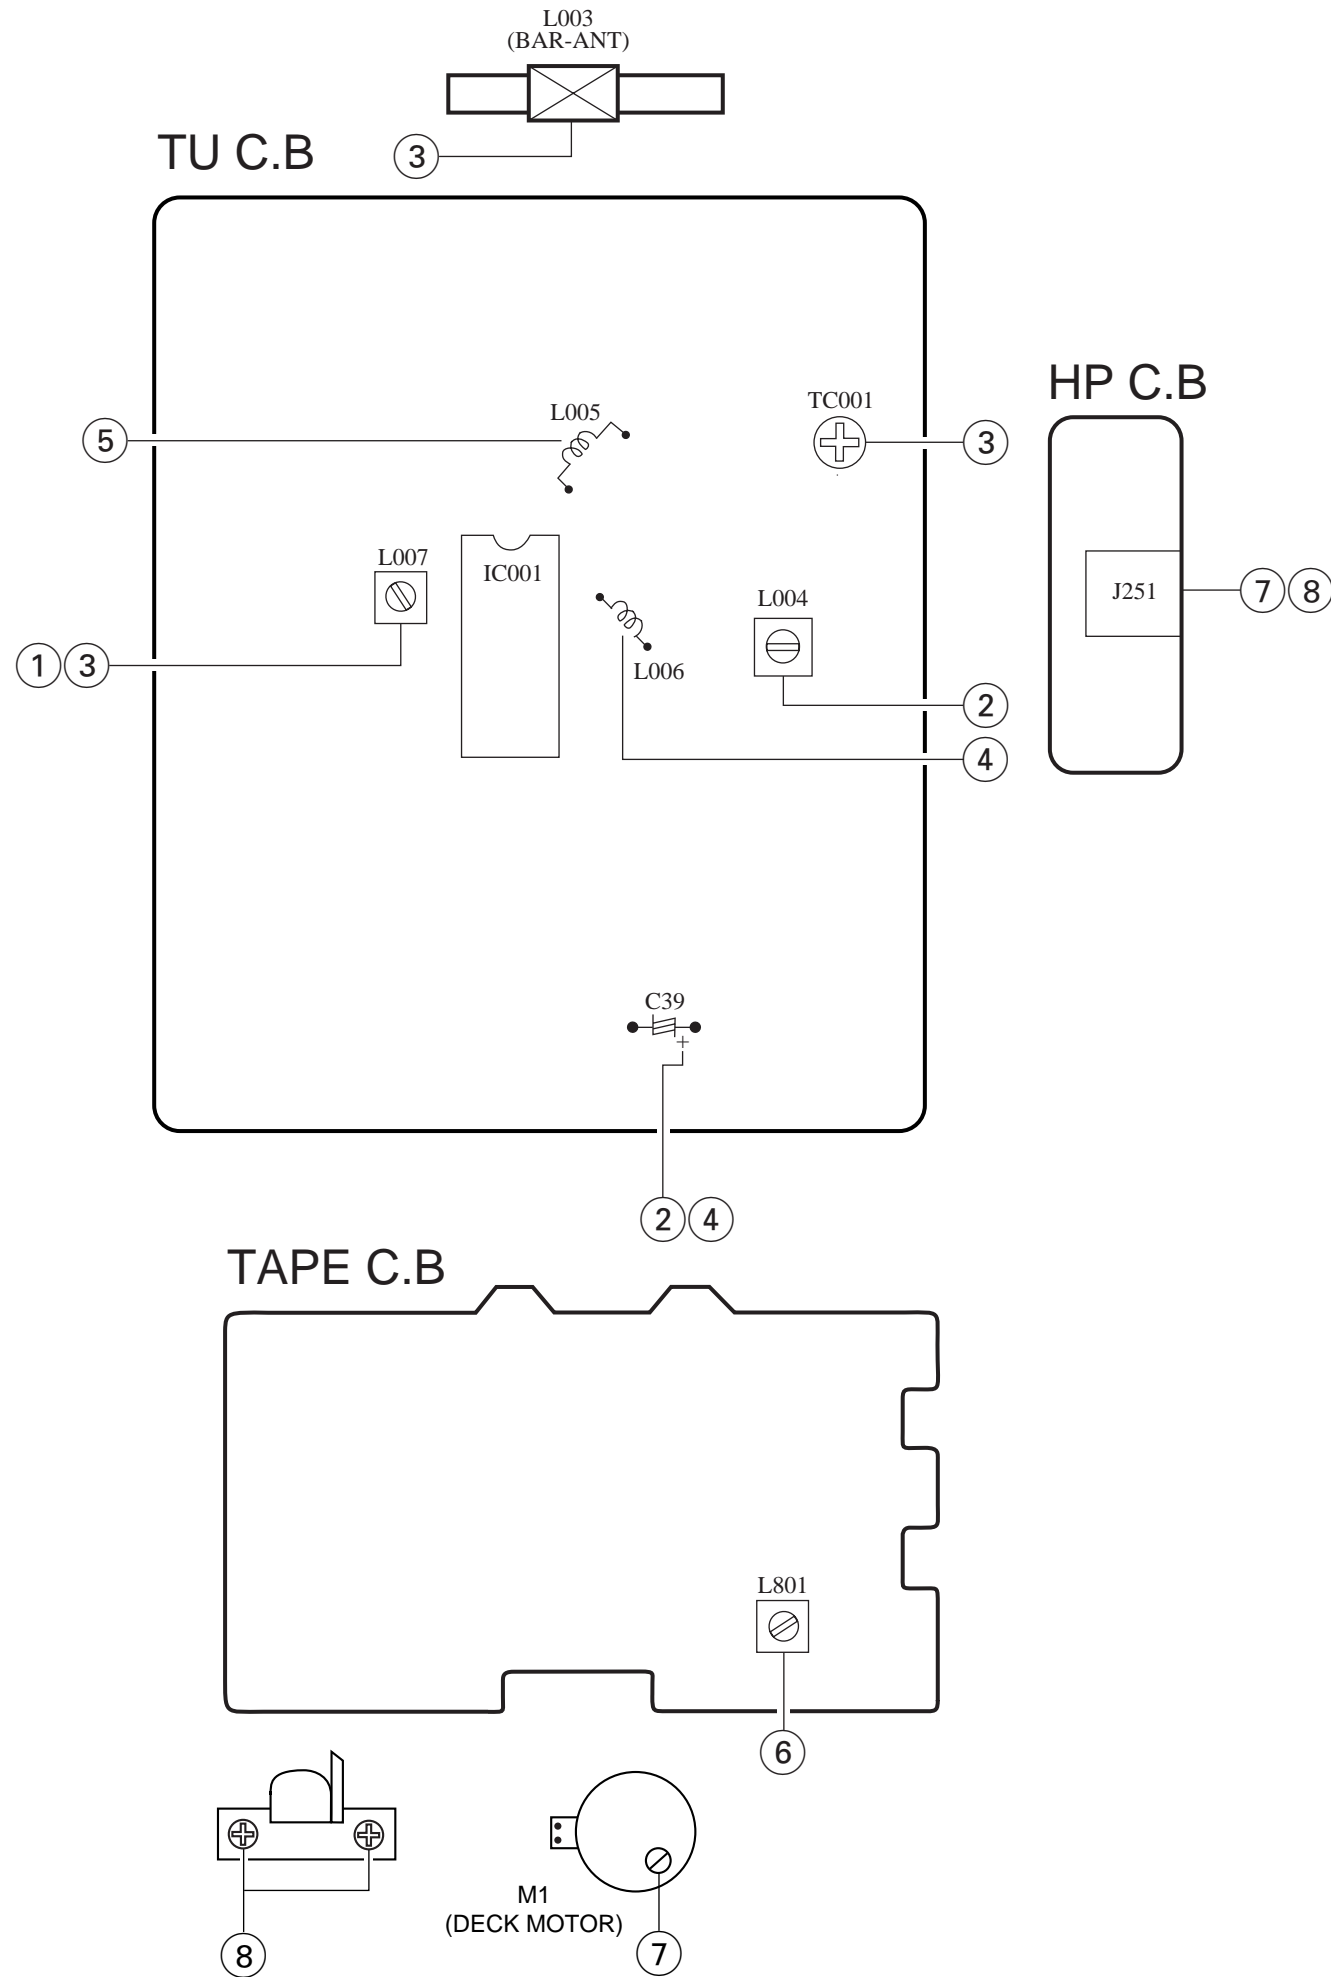 L003
(BAR-ANT)
TU C.B
3
HP C.B
TC001
L005
5
3
L007
IC001
L004
J251
7 8
1 3
L006
2
4
C39
+
2 4
TAPE C.B
L801
6
M1
(DECK MOTOR)
8
7